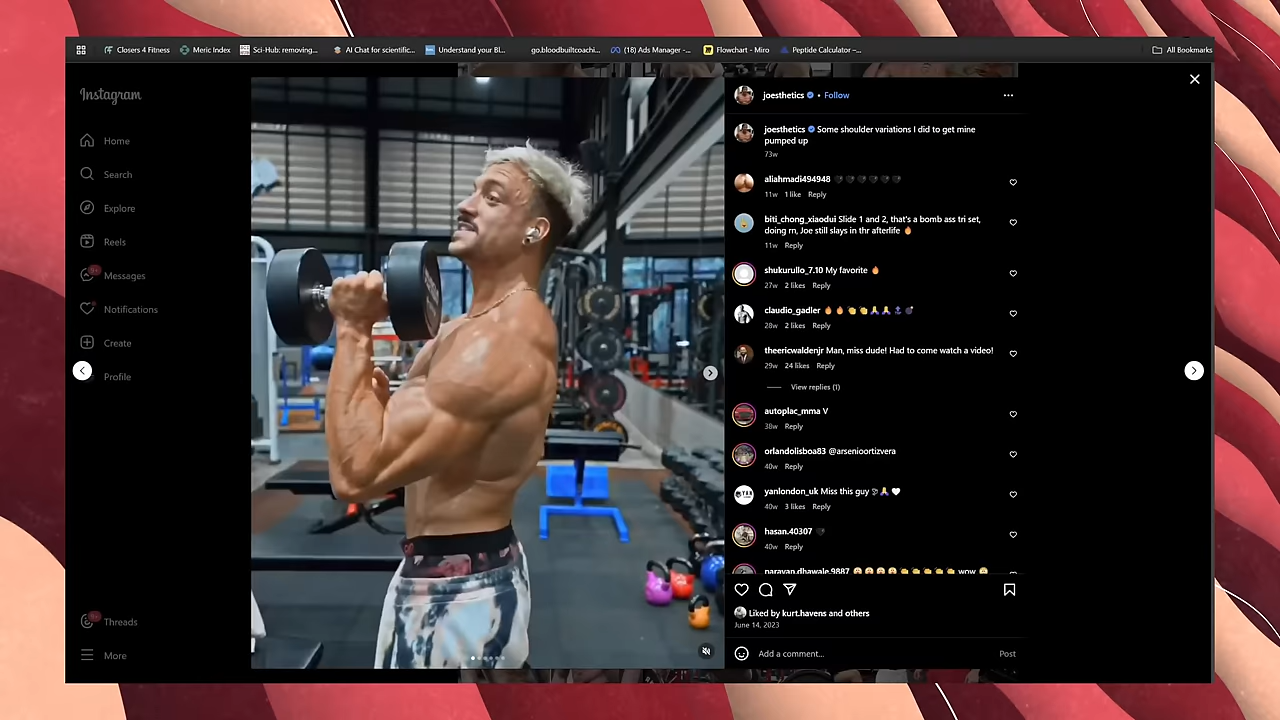 Closers 4 Fitness
Meric Index
Sci-Hub: removing...
AI Chat for scientific...
Understand your Bl...
go.bloodbuiltcoachi...
(18) Ads Manager -...
Flowchart - Miro
Peptide Calculator –...
All Bookmarks
Instagram
Home
Search
Explore
Reels
9+
Messages
Notifications
Create
Profile
9+
Threads
More
joesthetics • Follow
joesthetics Some shoulder variations I did to get mine
pumped up
73w
aliahmadi494948 🖤🖤🖤🖤🖤🖤
11w 1 like Reply
biti_chong_xiaodui Slide 1 and 2, that's a bomb ass tri set,
doing rn, Joe still slays in thr afterlife 🔥
11w Reply
shukurullo_7.10 My favorite 🔥
27w 2 likes Reply
claudio_gadler 🔥🔥👏👏🙏🙏
28w 2 likes Reply
theericwaldenjr Man, miss dude! Had to come watch a video!
29w 24 likes Reply
View replies (1)
autoplac_mma V
38w Reply
orlandolisboa83 @arsenioortizvera
40w Reply
yanlondon_uk Miss this guy 🕊🙏🤍
40w 3 likes Reply
hasan.40307 🖤
40w Reply
narayan.dhawale.9887 wow
Liked by kurt.havens and others
June 14, 2023
Add a comment...
Post